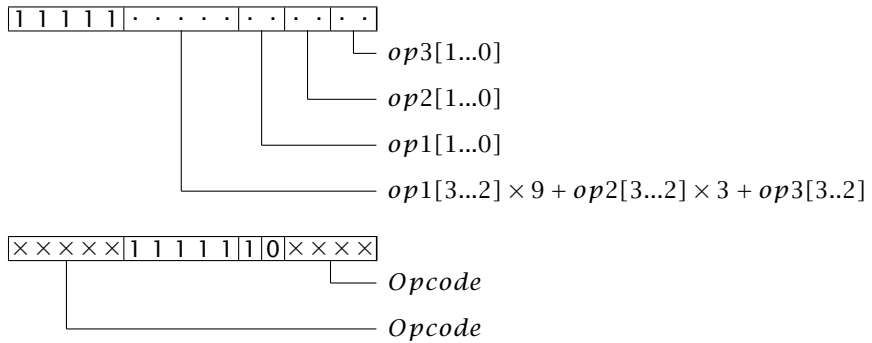 1 1 1 1 1 · · · · · · · · · · ·
op3[1...0]
op2[1...0]
op1[1...0]
op1[3...2] × 9 + op2[3...2] × 3 + op3[3..2]
× × × × × 1 1 1 1 1 1 0 × × × ×
Opcode
Opcode